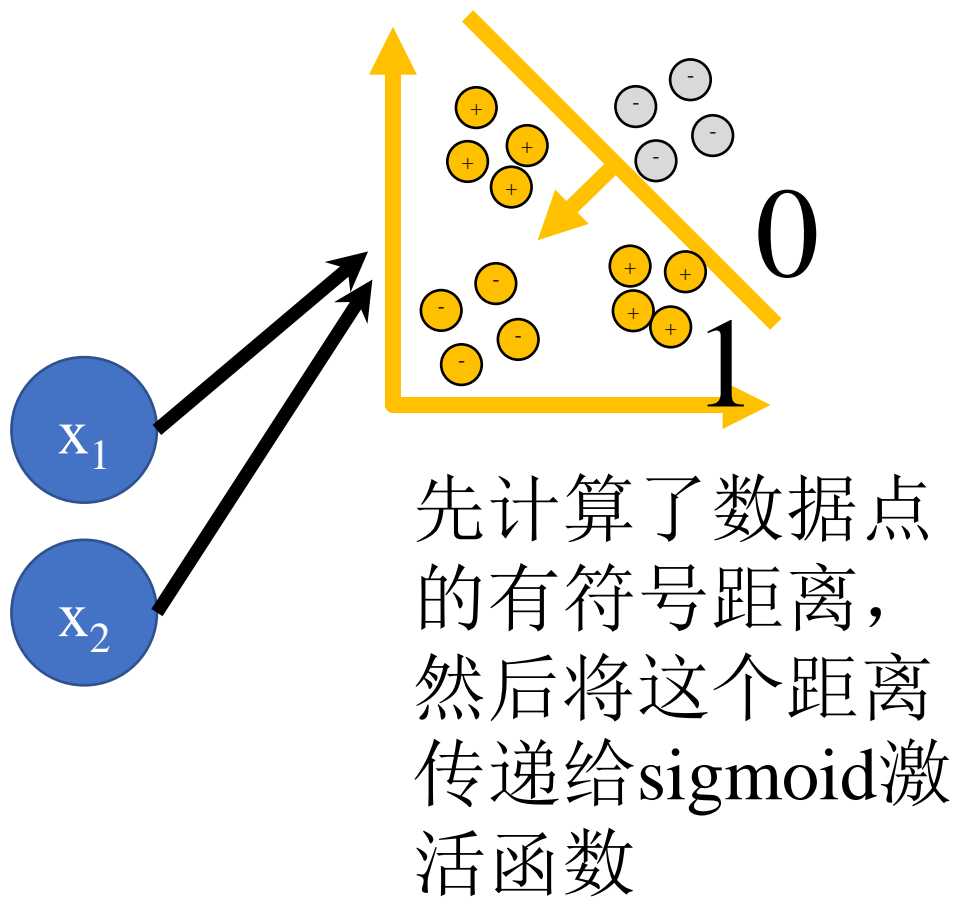 +
+
+
+
-
-
-
-
0
-
-
-
-
+
+
+
+
1
x1
x2
先计算了数据点
的有符号距离，
然后将这个距离
传递给sigmoid激
活函数